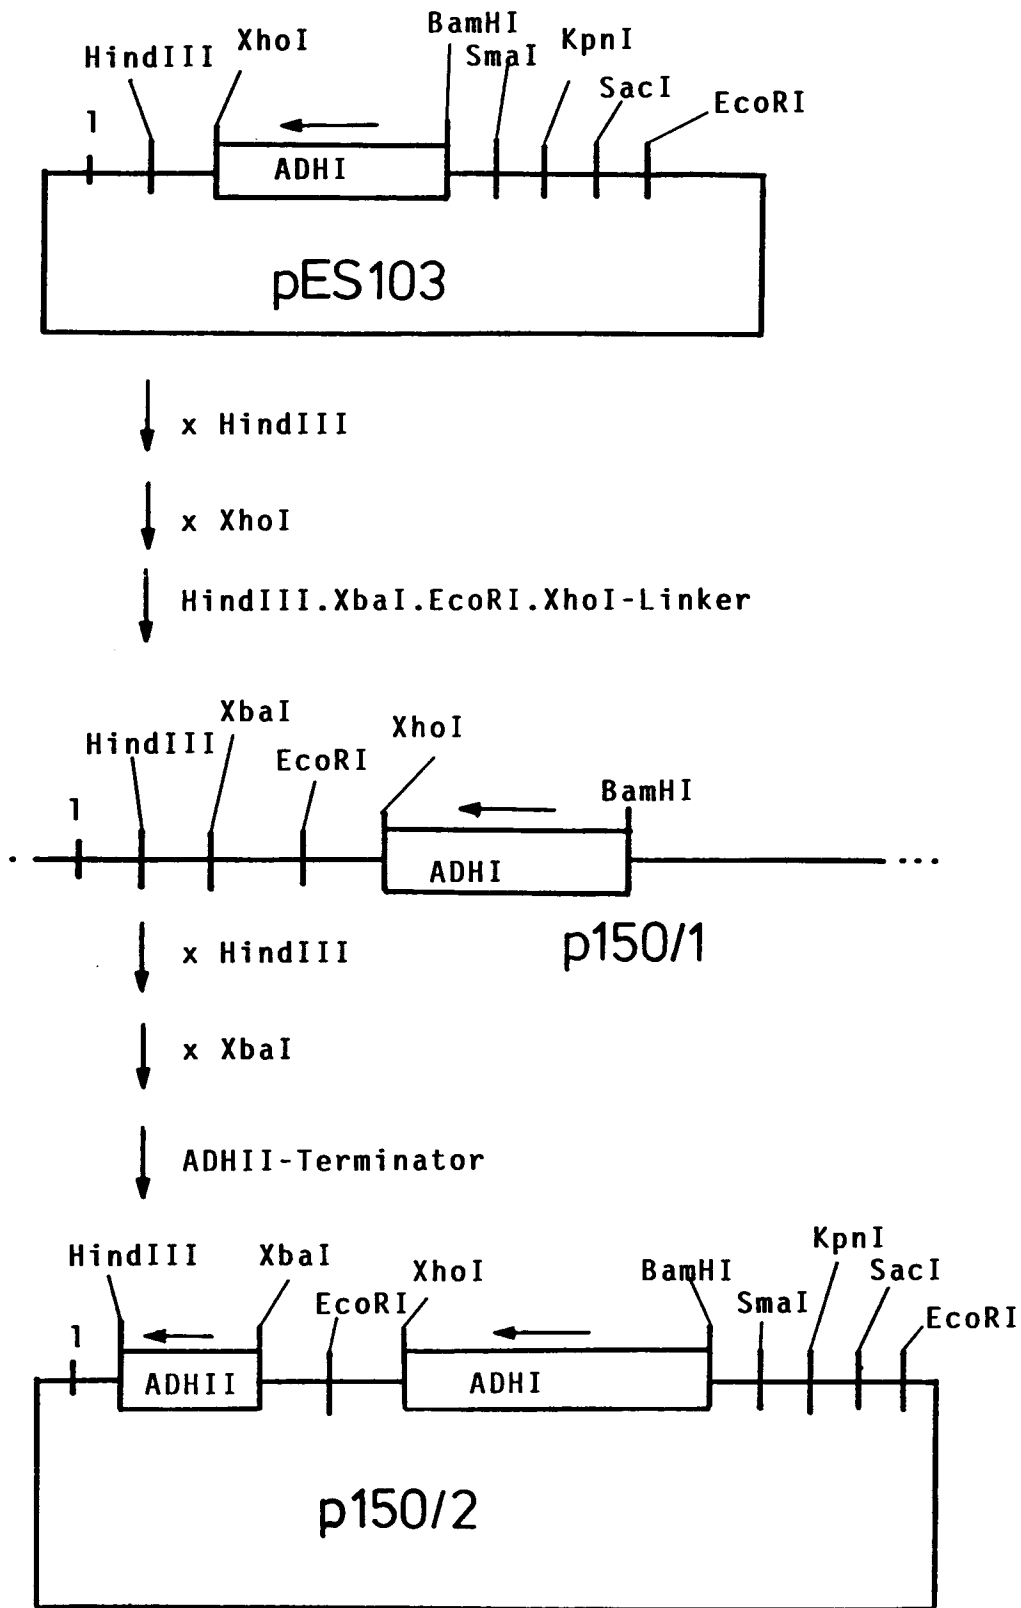 HindIII
XhoI
BamHI
SmaI
KpnI
SacI
EcoRI
1
ADHI
pES103
x HindIII
x XhoI
HindIII.XbaI.EcoRI.XhoI-Linker
HindIII
XbaI
EcoRI
XhoI
BamHI
1
ADHI
p150/1
x HindIII
x XbaI
ADHII-Terminator
HindIII
XbaI
EcoRI
XhoI
BamHI
SmaI
KpnI
SacI
EcoRI
1
ADHII
ADHI
p150/2